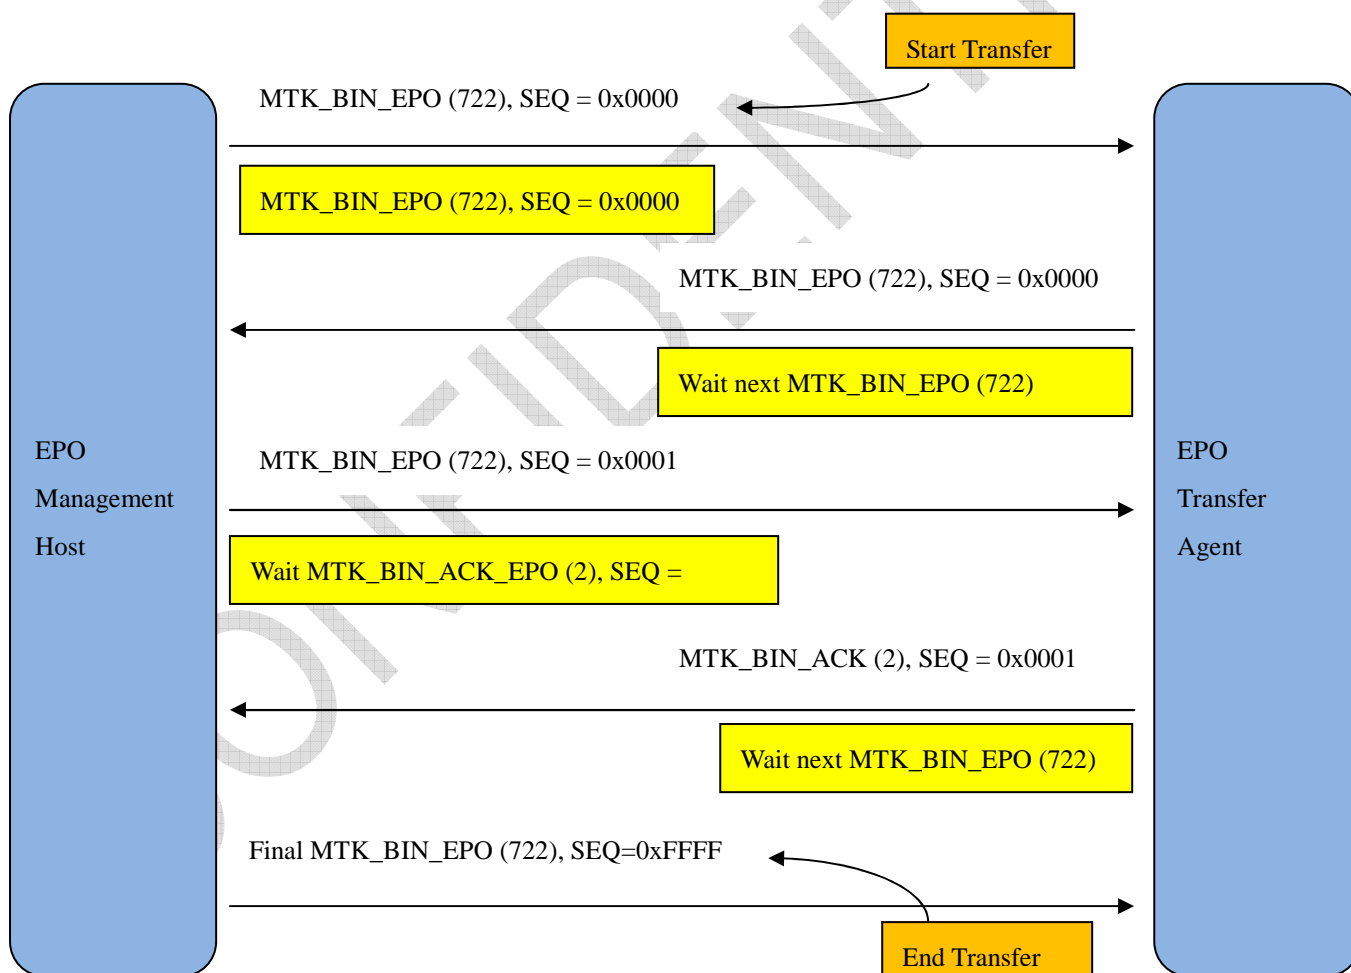 Start Transfer
MTK_BIN_EPO (722), SEQ = 0x0000
MTK_BIN_EPO (722), SEQ = 0x0000
MTK_BIN_EPO (722), SEQ = 0x0000
Wait next MTK_BIN_EPO (722)
EPO
Management
Host
MTK_BIN_EPO (722), SEQ = 0x0001
EPO
Transfer
Agent
Wait MTK_BIN_ACK_EPO (2), SEQ =
MTK_BIN_ACK (2), SEQ = 0x0001
Wait next MTK_BIN_EPO (722)
Final MTK_BIN_EPO (722), SEQ=0xFFFF
End Transfer